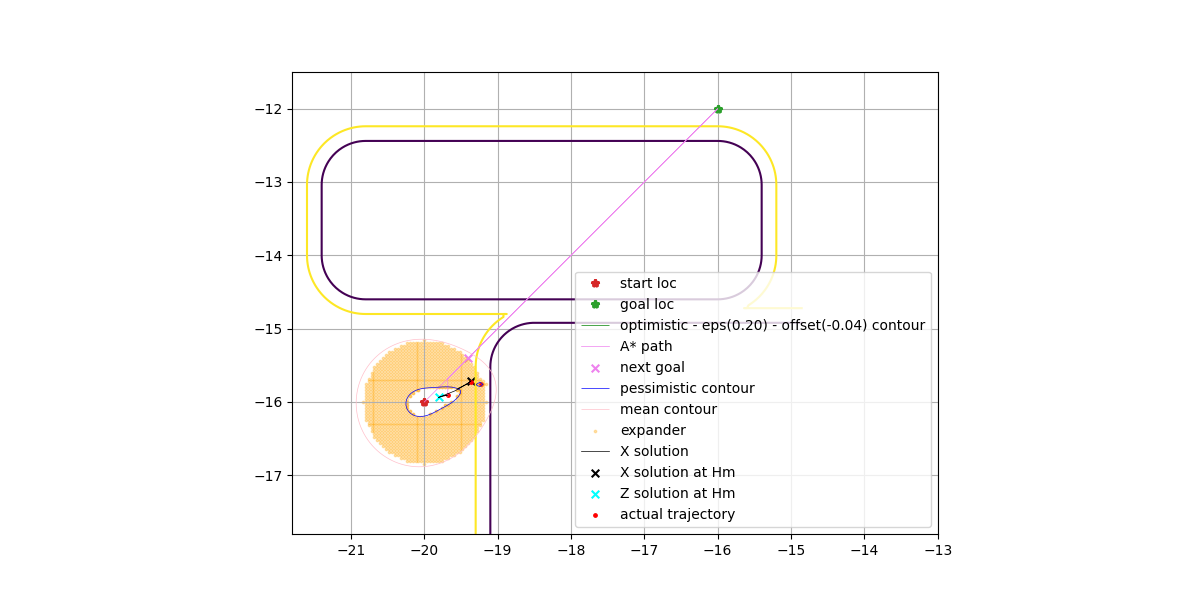 −12
−13
−14
−15
−16
−17
start loc
goal loc
optimistic - eps(0.20) - offset(-0.04) contour
A* path
next goal
pessimistic contour
mean contour
expander
X solution
X solution at Hm
Z solution at Hm
actual trajectory
−21
−20
−19
−18
−17
−16
−15
−14
−13